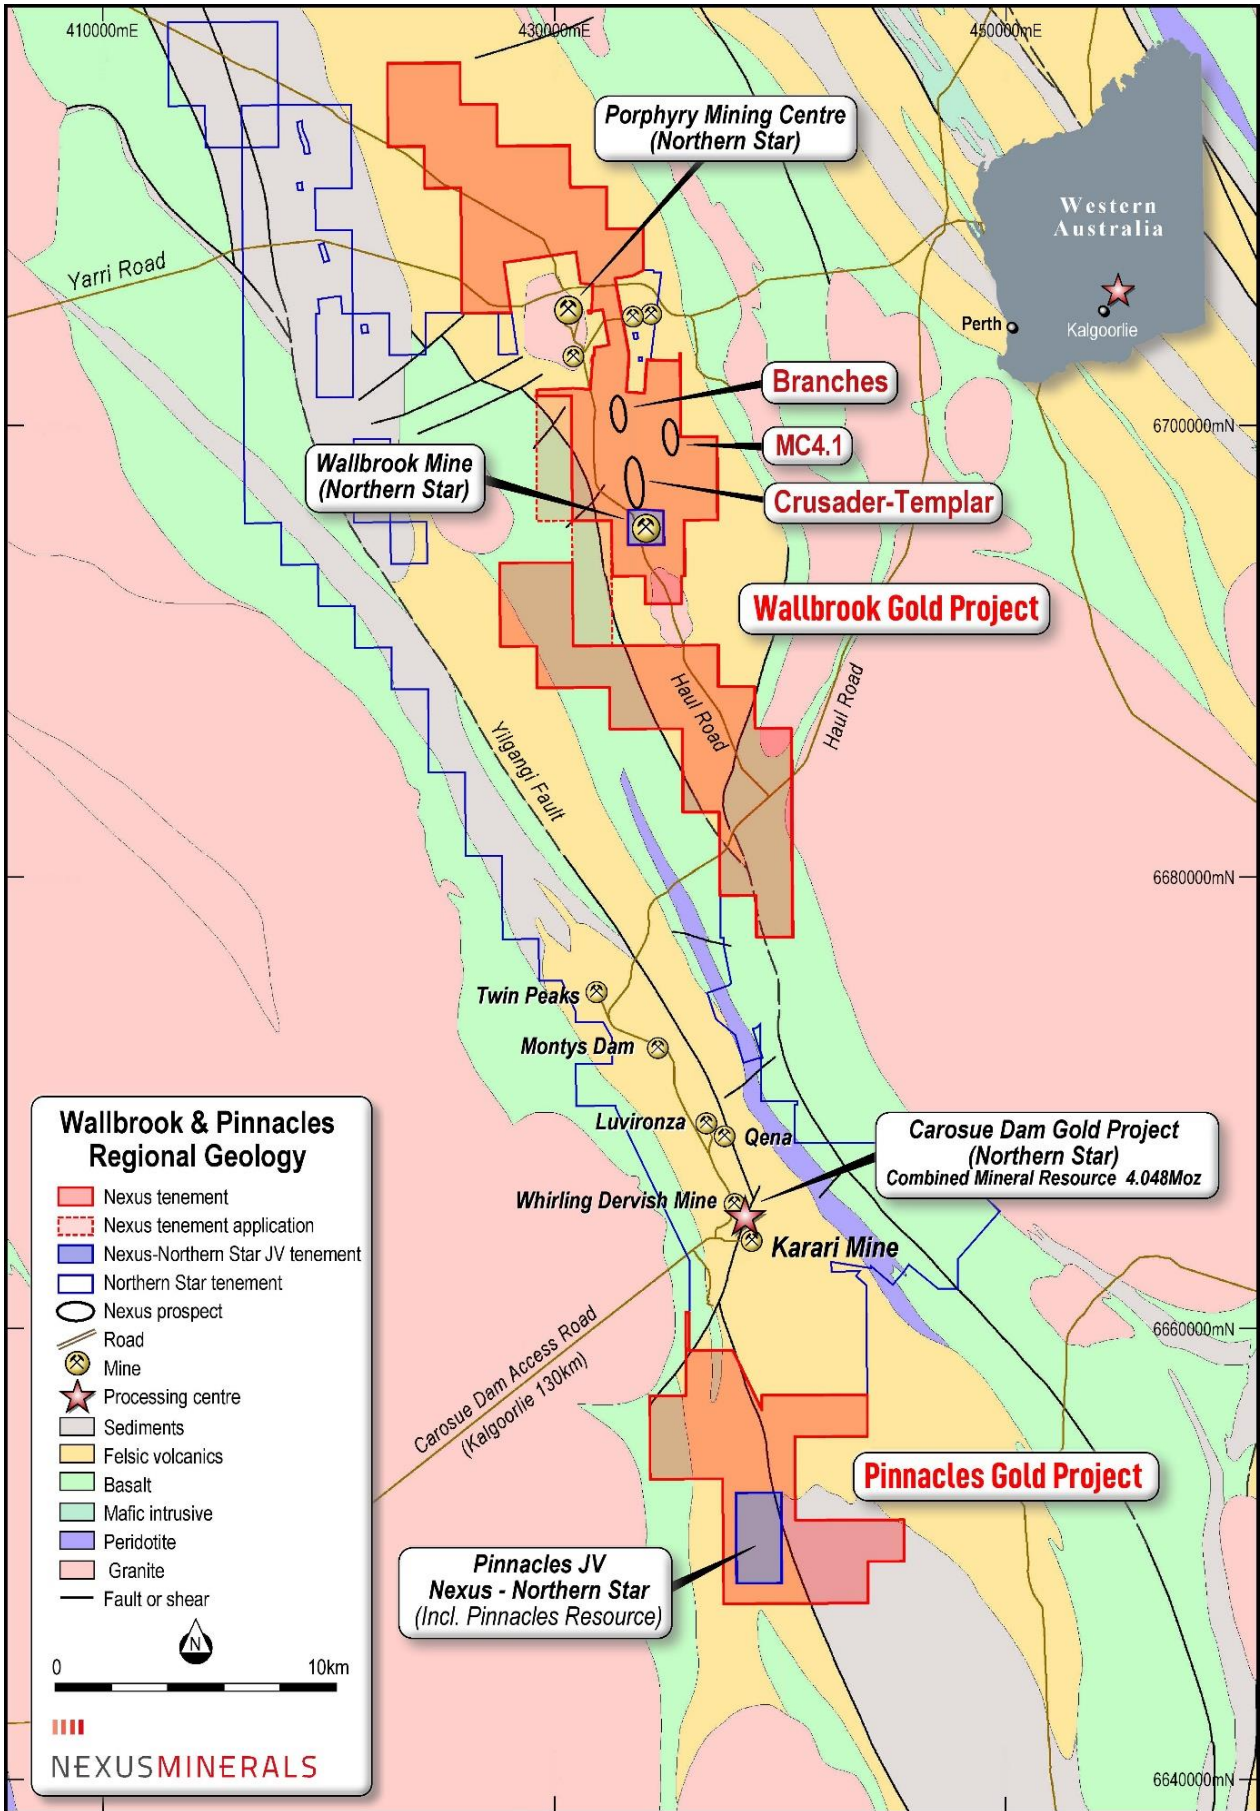 410000mE
430000mE
450000mE
Porphyry Mining Centre
(Northern Star)
Western
Australia
Perth
Kalgoorlie
Yarri Road
Branches
6700000mN
MC4.1
Wallbrook Mine
(Northern Star)
Crusader-Templar
Wallbrook Gold Project
Haul Road
Haul Road
Yilgangi Fault
6680000mN
Twin Peaks
Montys Dam
Luvironza
Qena
Carosue Dam Gold Project
(Northern Star)
Combined Mineral Resource 4.048Moz
Whirling Dervish Mine
Karari Mine
6660000mN
Carosue Dam Access Road
(Kalgoorlie 130km)
Pinnacles Gold Project
Pinnacles JV
Nexus - Northern Star
(Incl. Pinnacles Resource)
6640000mN
Wallbrook & Pinnacles
Regional Geology
Nexus tenement
Nexus tenement application
Nexus-Northern Star JV tenement
Northern Star tenement
Nexus prospect
Road
Mine
Processing centre
Sediments
Felsic volcanics
Basalt
Mafic intrusive
Peridotite
Granite
Fault or shear
N
0 10km
NEXUSMINERALS